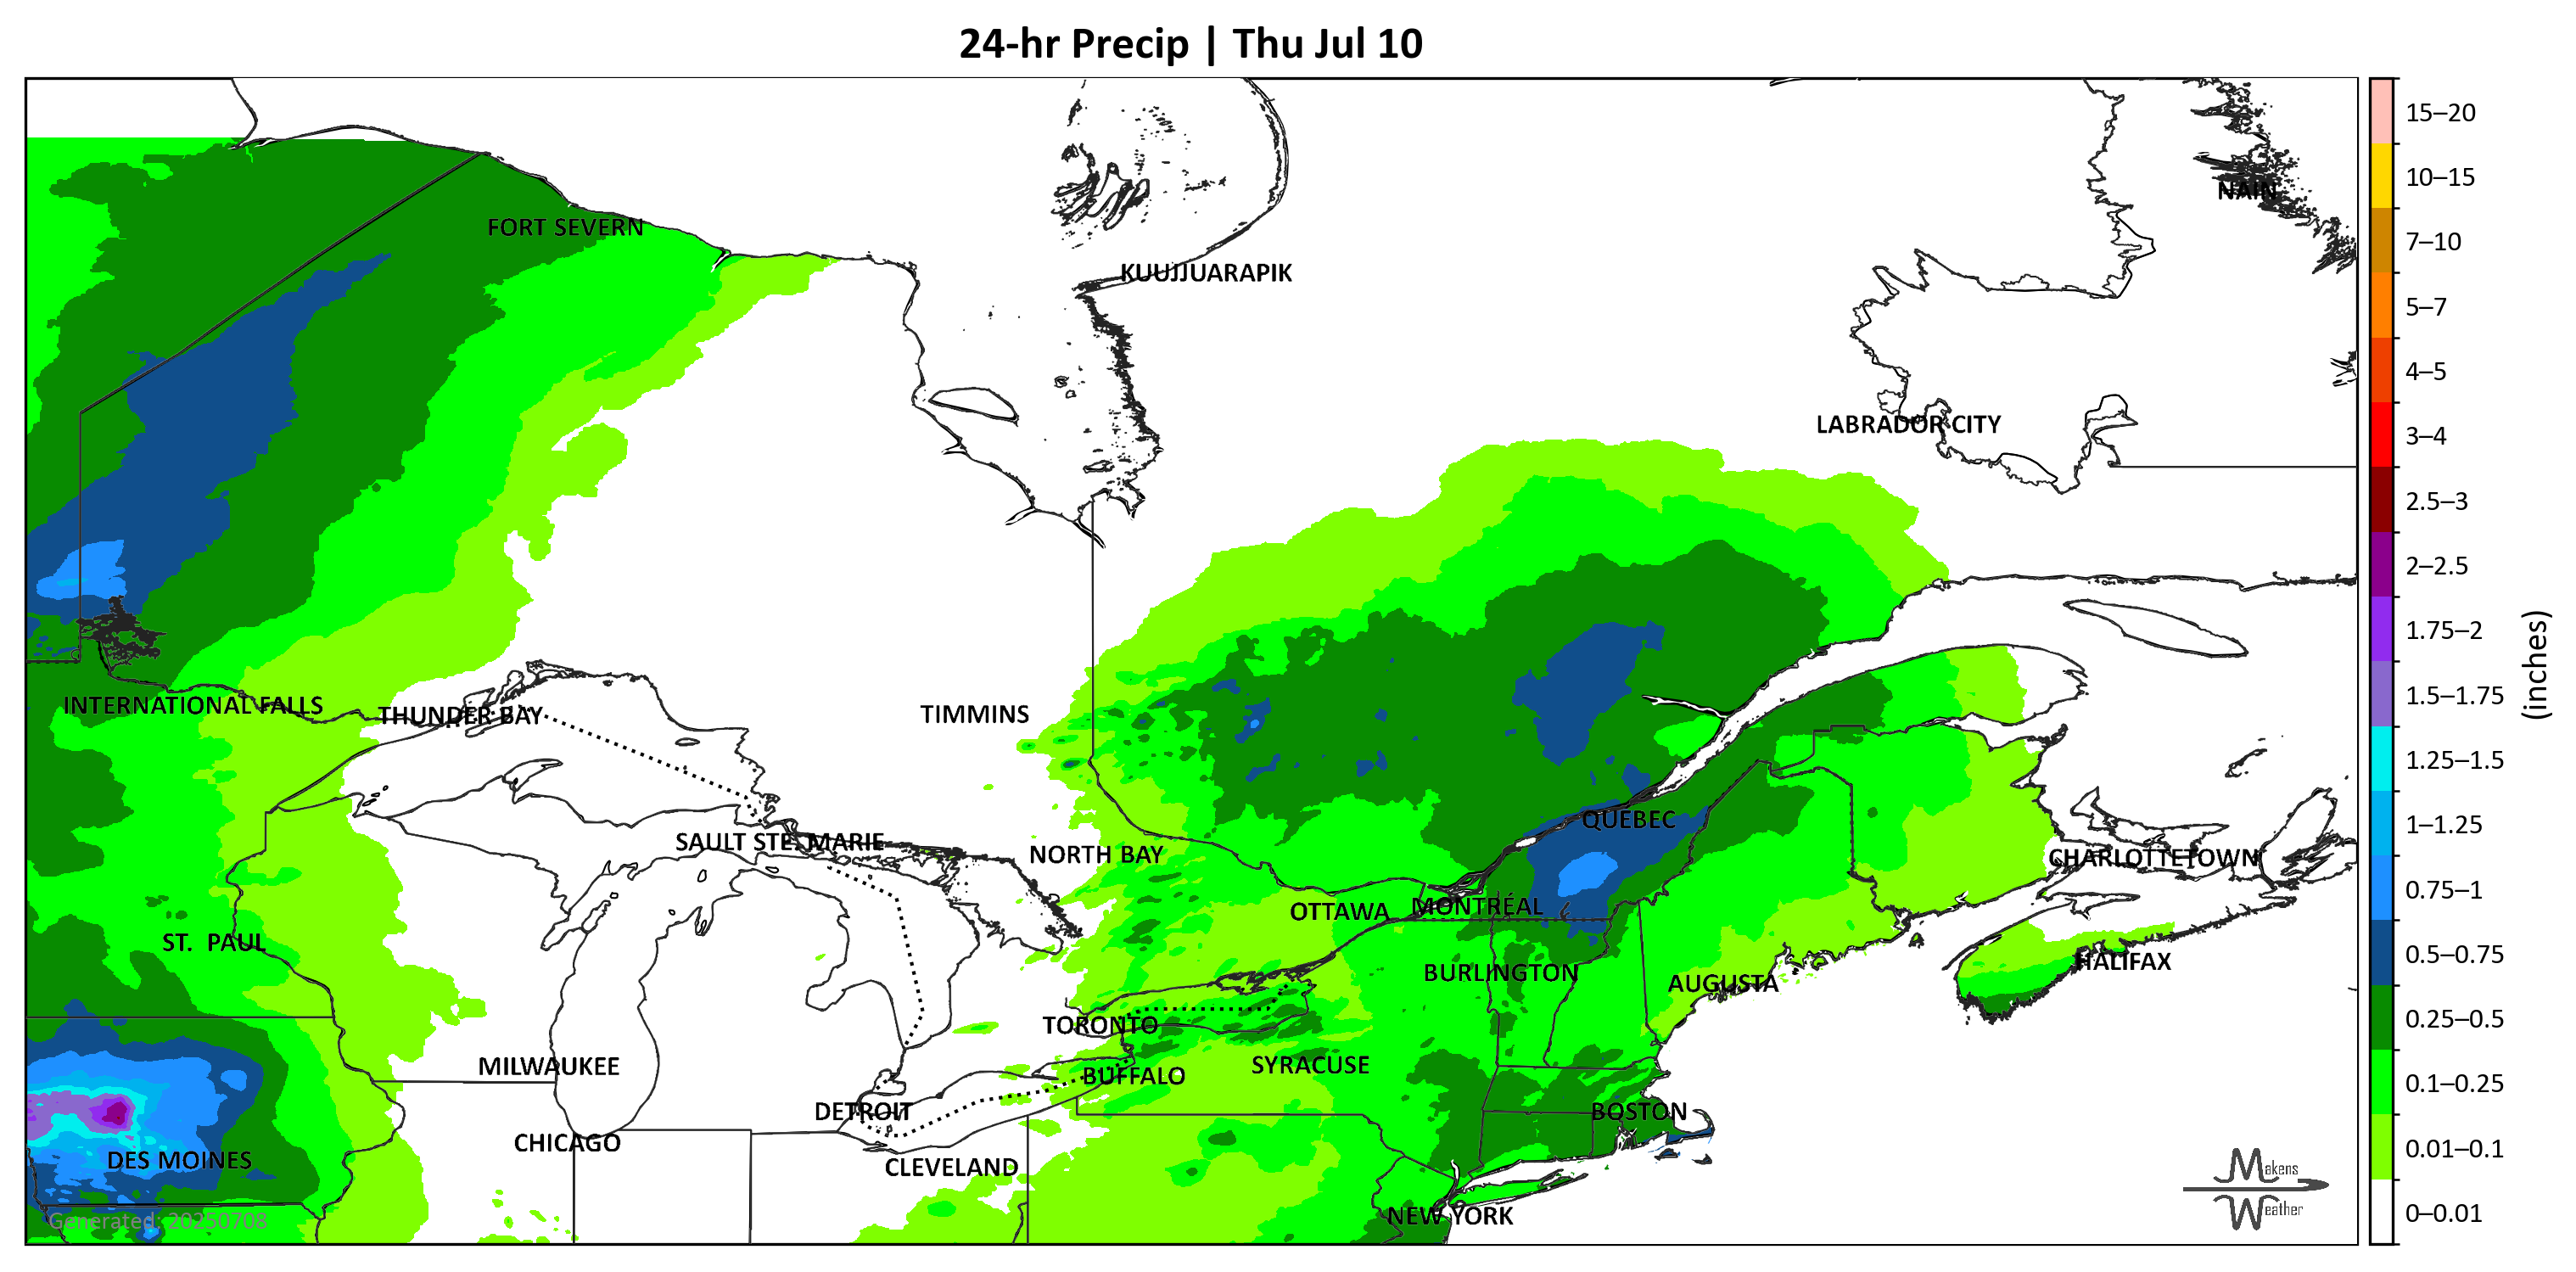 24-hr Precip | Thu Jul 10
NAIN
FORT SEVERN
KUUJJUARAPIK
LABRADOR CITY
INTERNATIONAL FALLS
THUNDER BAY
TIMMINS
QUEBEC
SAULT STE. MARIE
NORTH BAY
CHARLOTTETOWN
OTTAWA
MONTRÉAL
ST. PAUL
HALIFAX
BURLINGTON
AUGUSTA
TORONTO
SYRACUSE
MILWAUKEE
BUFFALO
DETROIT
BOSTON
CHICAGO
DES MOINES
CLEVELAND
NEW YORK
Generated: 20250708
Makens
Weather
15–20
10–15
7–10
5–7
4–5
3–4
2.5–3
2–2.5
1.75–2
1.5–1.75
1.25–1.5
1–1.25
0.75–1
0.5–0.75
0.25–0.5
0.1–0.25
0.01–0.1
0–0.01
(inches)